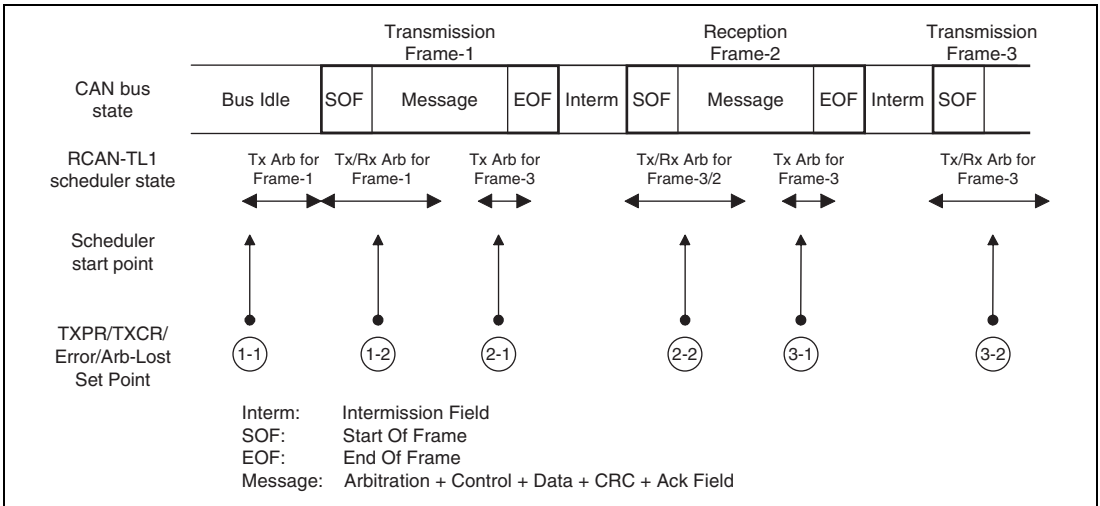 Transmission
Frame-1
Reception
Frame-2
Transmission
Frame-3
CAN bus
state
Bus Idle
SOF
Message
EOF
Interm
SOF
Message
EOF
Interm
SOF
RCAN-TL1
scheduler state
Tx Arb for
Frame-1
Tx/Rx Arb for
Frame-1
Tx Arb for
Frame-3
Tx/Rx Arb for
Frame-3/2
Tx Arb for
Frame-3
Tx/Rx Arb for
Frame-3
Scheduler
start point
TXPR/TXCR/
Error/Arb-Lost
Set Point
1-1
1-2
2-1
2-2
3-1
3-2
Interm: Intermission Field
SOF: Start Of Frame
EOF: End Of Frame
Message: Arbitration + Control + Data + CRC + Ack Field